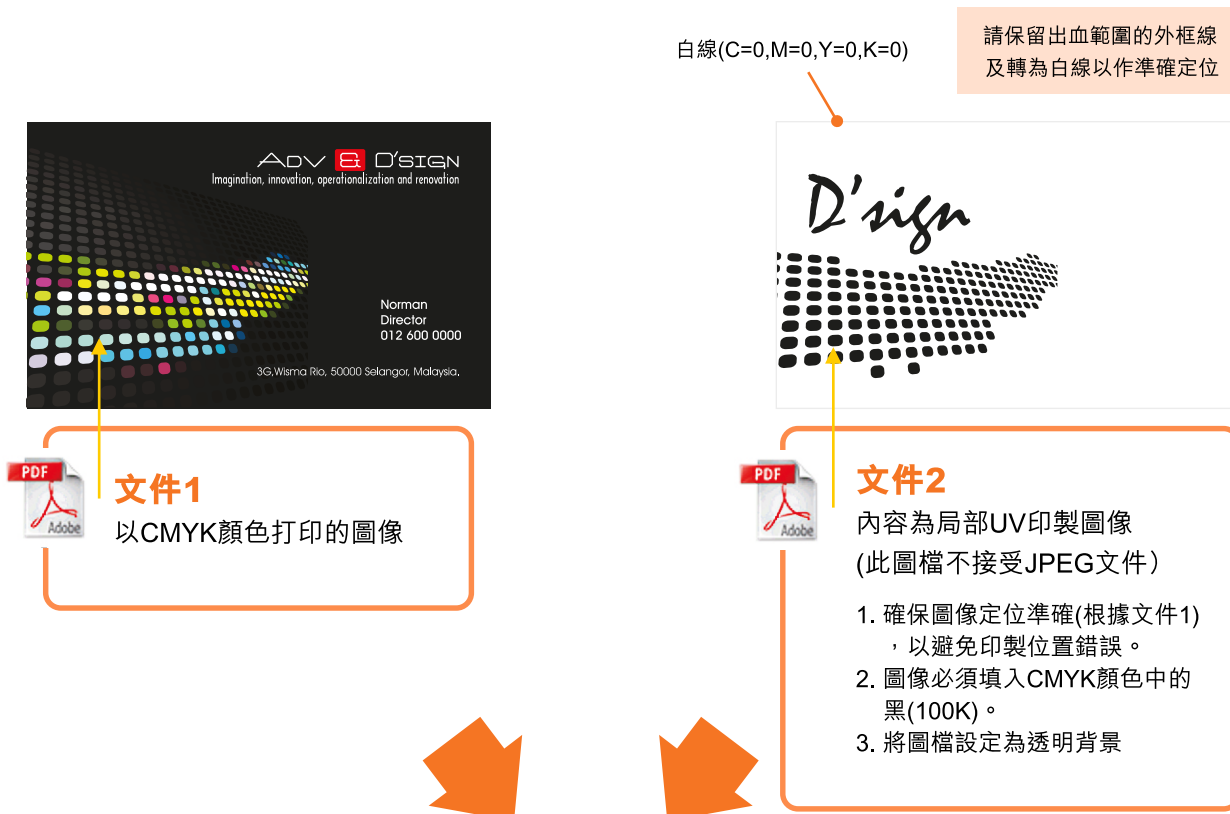 白線(C=0,M=0,Y=0,K=0)
請保留出血範圍的外框線
及轉為白線以作準確定位
ADV & D'SIGN
Imagination, innovation, operationalization and renovation
Norman
Director
012 600 0000
3G,Wisma Rio, 50000 Selangor, Malaysia.
D'sign
PDF
Adobe
文件1
以CMYK顏色打印的圖像
PDF
Adobe
文件2
內容為局部UV印製圖像
(此圖檔不接受JPEG文件）
1. 確保圖像定位準確(根據文件1)
，以避免印製位置錯誤。
2. 圖像必須填入CMYK顏色中的
黑(100K)。
3. 將圖檔設定為透明背景